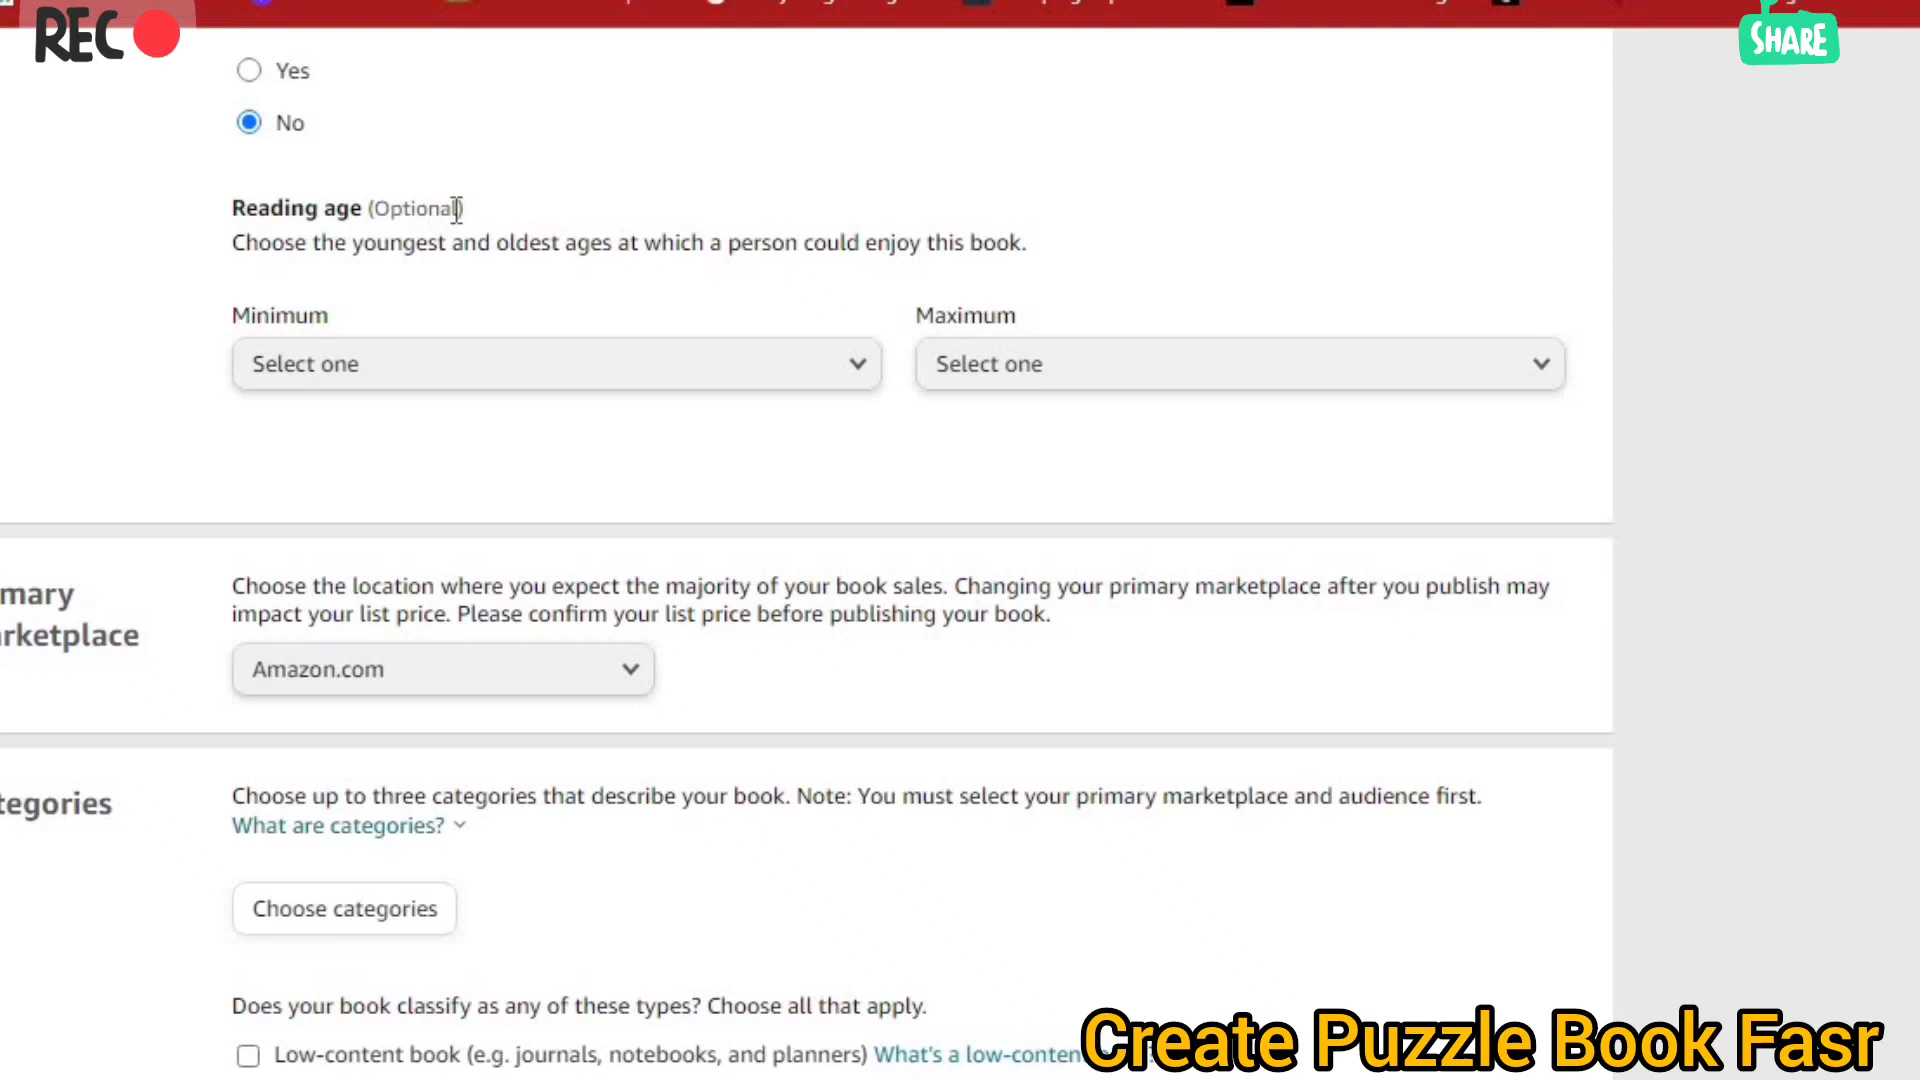 REC
SHARE
Yes
No
Reading age (Optional)
Choose the youngest and oldest ages at which a person could enjoy this book.
Minimum
Maximum
Select one
Select one
mary
rketplace
Choose the location where you expect the majority of your book sales. Changing your primary marketplace after you publish may
impact your list price. Please confirm your list price before publishing your book.
Amazon.com
tegories
Choose up to three categories that describe your book. Note: You must select your primary marketplace and audience first.
What are categories?
Choose categories
Does your book classify as any of these types? Choose all that apply.
Low-content book (e.g. journals, notebooks, and planners) What's a low-conten
Create Puzzle Book Fasr